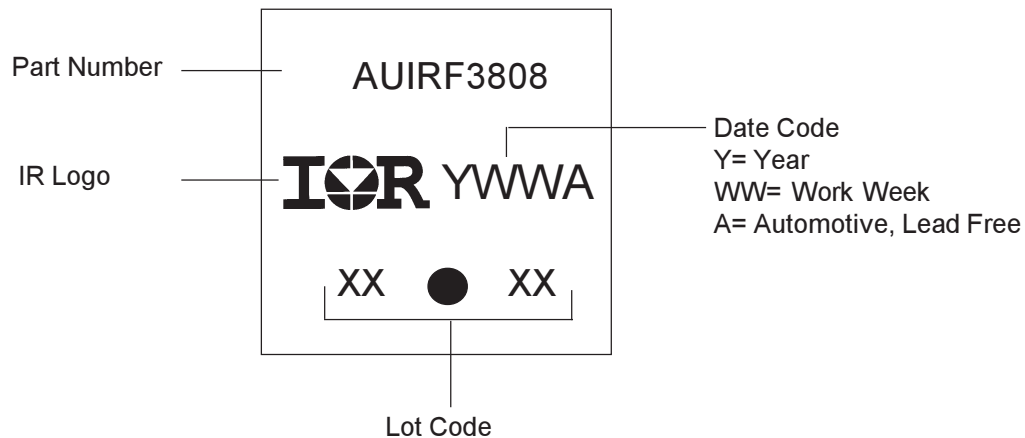 Part Number
AUIRF3808
IR Logo
IOR YWWA
Date Code
Y= Year
WW= Work Week
A= Automotive, Lead Free
XX ● XX
Lot Code